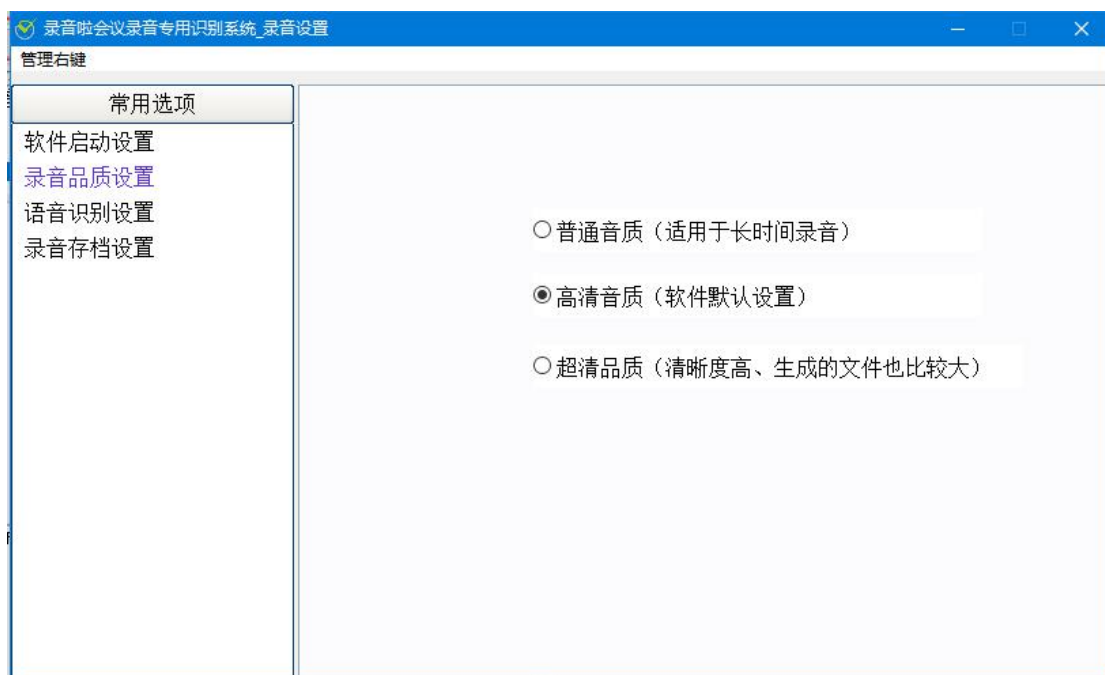 录音啦会议录音专用识别系统_录音设置
管理右键
常用选项
软件启动设置
录音品质设置
语音识别设置
录音存档设置
普通音质（适用于长时间录音）
高清音质（软件默认设置）
超清品质（清晰度高、生成的文件也比较大）